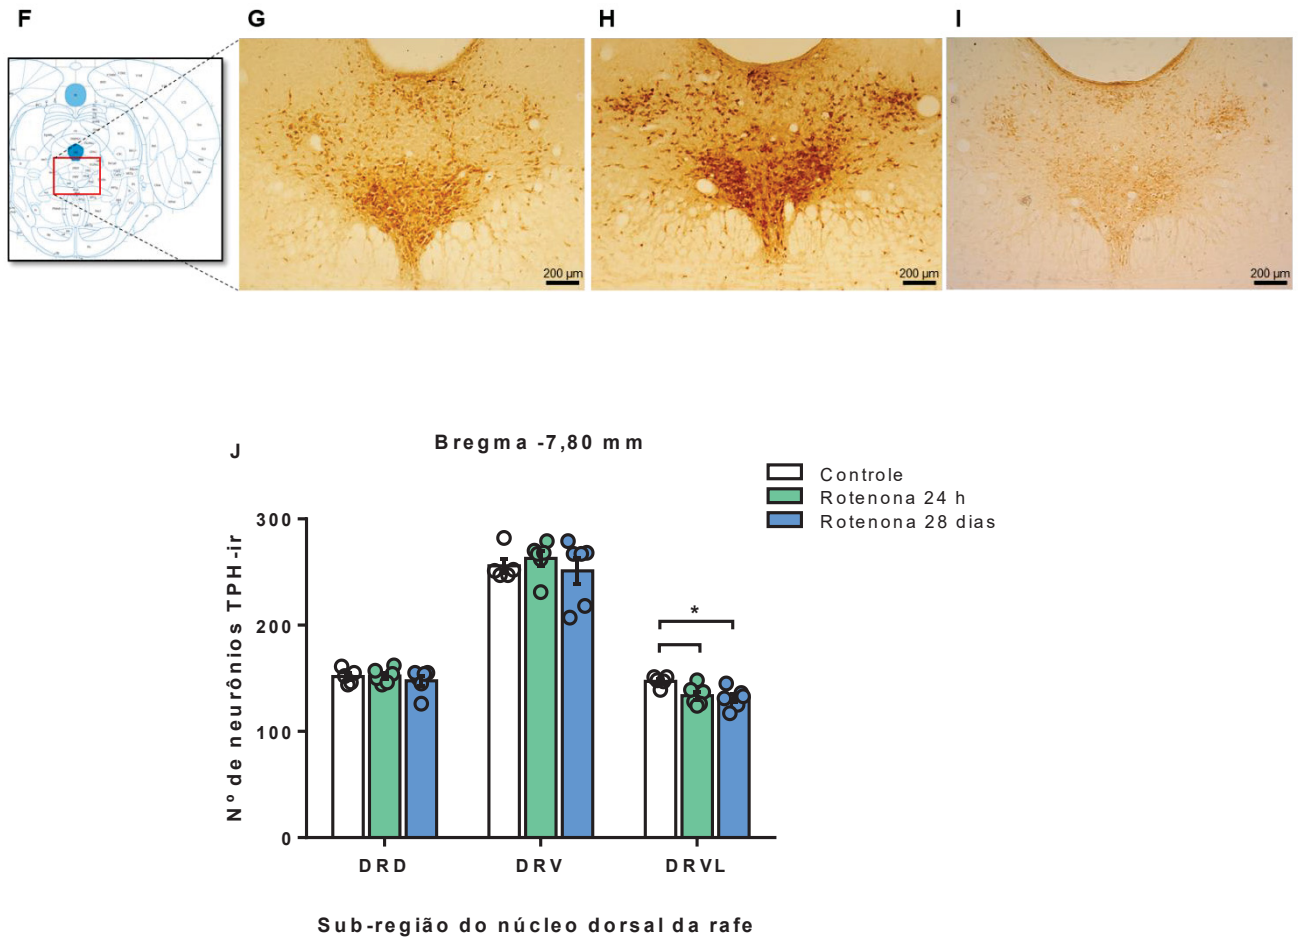 F
G
H
I
200 µm
200 µm
200 µm
J
Bregma -7,80 mm
Controle
Rotenona 24 h
Rotenona 28 dias
Nº de neurônios TPH-ir
300
200
100
0
*
DRD
DRV
DRVL
Sub-região do núcleo dorsal da rafe